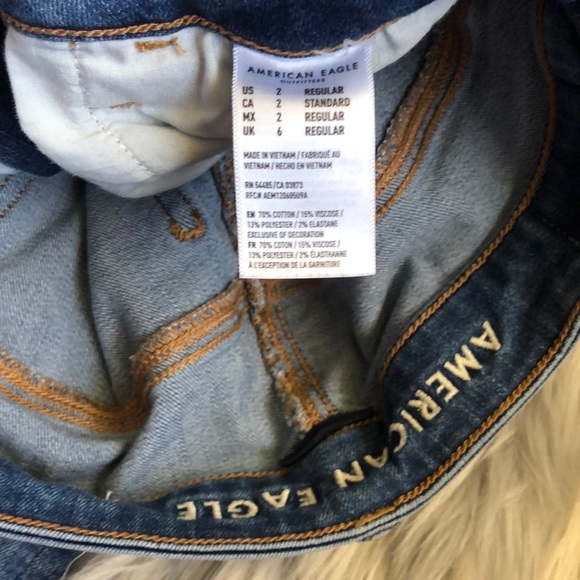 AMERICAN EAGLE
OUTFITTERS
US 2 REGULAR
CA 2 STANDARD
MX 2 REGULAR
UK 6 REGULAR
MADE IN VIETNAM / FABRIQUÉ AU
VIETNAM / HECHO EN VIETNAM
RN 54485/CA 03873
RFC# AEM12060509A
EN 70% COTTON / 15% VISCOSE /
13% POLYESTER / 2% ELASTANE
EXCLUSIVE OF DECORATION
FR 70% COTON / 15% VISCOSE /
13% POLYESTER / 2% ÉLASTHANNE
À L'EXCEPTION DE LA GARNITURE
AMERICAN EAGLE